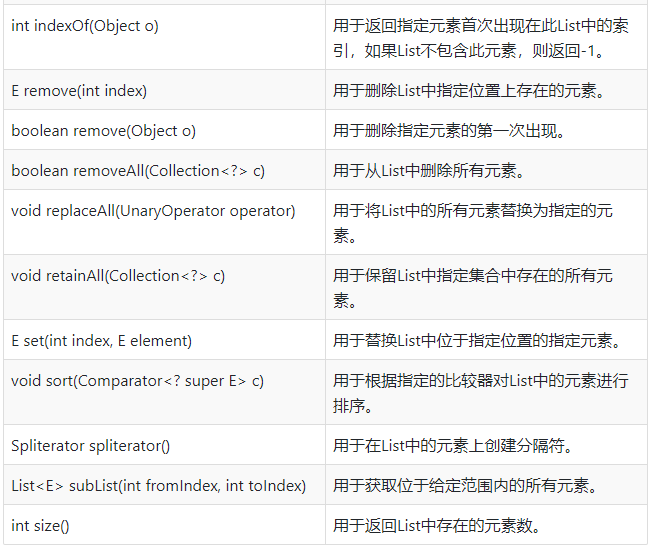 int indexOf(Object o)
用于返回指定元素首次出现在此List中的索
引，如果List不包含此元素，则返回-1。
E remove(int index)
用于删除List中指定位置上存在的元素。
boolean remove(Object o)
用于删除指定元素的第一次出现。
boolean removeAll(Collection<?> c)
用于从List中删除所有元素。
void replaceAll(UnaryOperator operator)
用于将List中的所有元素替换为指定的元
素。
void retainAll(Collection<?> c)
用于保留List中指定集合中存在的所有元
素。
E set(int index, E element)
用于替换List中位于指定位置的指定元素。
void sort(Comparator<? super E> c)
用于根据指定的比较器对List中的元素进行
排序。
Spliterator spliterator()
用于在List中的元素上创建分隔符。
List<E> subList(int fromIndex, int toIndex)
用于获取位于给定范围内的所有元素。
int size()
用于返回List中存在的元素数。